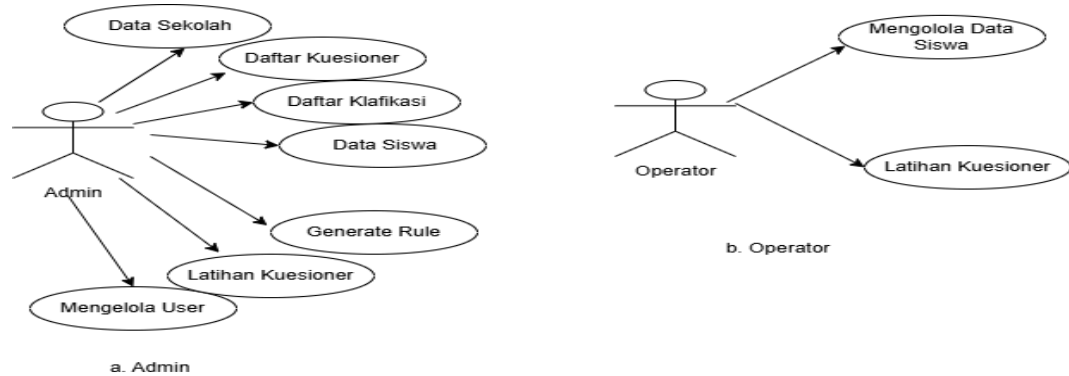 Data Sekolah
Daftar Kuesioner
Daftar Klafikasi
Data Siswa
Admin
Generate Rule
Latihan Kuesioner
Mengelola User
a. Admin
Mengolola Data
Siswa
Operator
Latihan Kuesioner
b. Operator